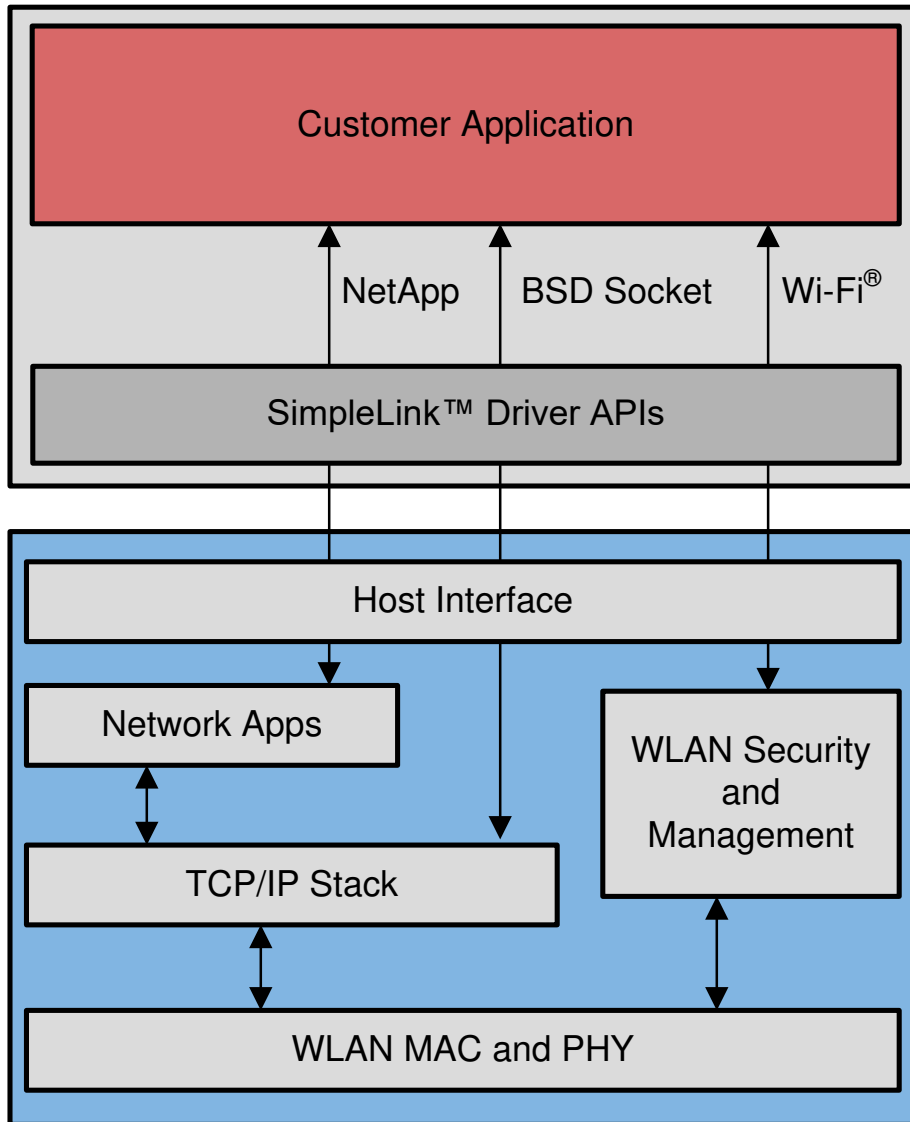 Customer Application
NetApp
BSD Socket
Wi-Fi®
SimpleLink™ Driver APIs
Host Interface
Network Apps
WLAN Security
and
Management
TCP/IP Stack
WLAN MAC and PHY